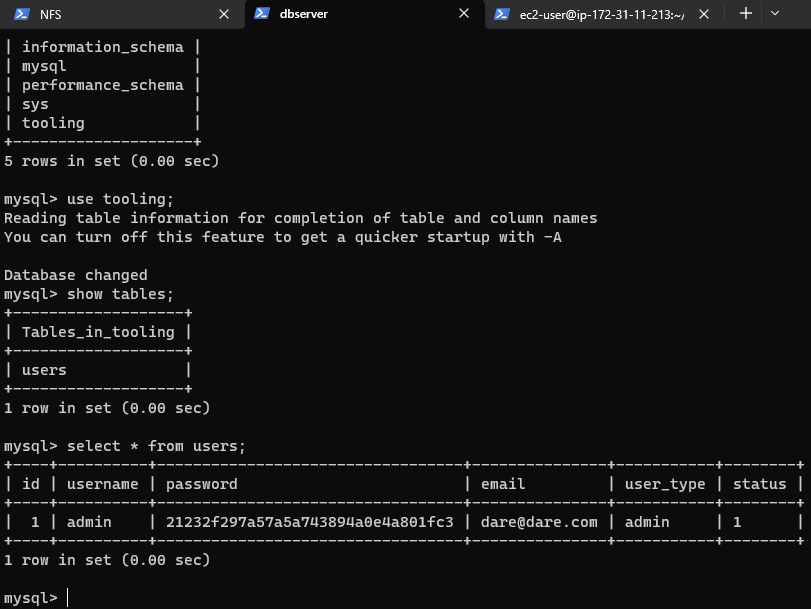 NFS
dbserver
ec2-user@ip-172-31-11-213:~/
| information_schema |
| mysql              |
| performance_schema |
| sys                |
| tooling            |
+--------------------+
5 rows in set (0.00 sec)
mysql> use tooling;
Reading table information for completion of table and column names
You can turn off this feature to get a quicker startup with -A
Database changed
mysql> show tables;
+-------------------+
| Tables_in_tooling |
+-------------------+
| users             |
+-------------------+
1 row in set (0.00 sec)
mysql> select * from users;
+----+----------+----------------------------------+---------------+-----------+--------+
| id | username | password                         | email         | user_type | status |
+----+----------+----------------------------------+---------------+-----------+--------+
|  1 | admin    | 21232f297a57a5a743894a0e4a801fc3 | dare@dare.com | admin     | 1      |
+----+----------+----------------------------------+---------------+-----------+--------+
1 row in set (0.00 sec)
mysql>